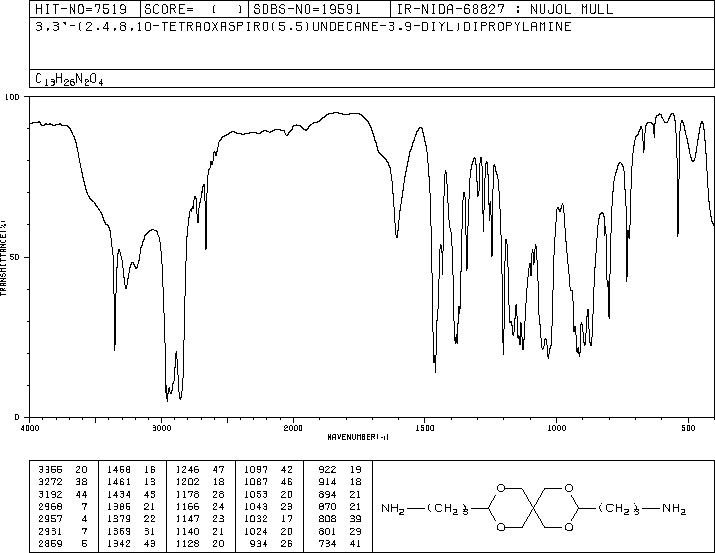 HIT-NO=7519 SCORE= ( ) SDBS-NO=19591 IR-NIDA-68827 : NUJOL MULL
3,3'-(2,4,8,10-TETRAOXASPIRO(5.5)UNDECANE-3,9-DIYL)DIPROPYLAMINE
C13H26N2O4
100
50
0
TRANSMITTANCE(%)
4000 3000 2000 1500 1000 500
WAVENUMBER(-1)
3355 20 1468 16 1246 47 1097 42 922 19
3272 38 1461 13 1202 18 1087 46 914 18
3192 44 1434 43 1178 28 1053 20 894 21
2968 7 1385 22 1166 24 1043 23 870 21
2957 4 1379 22 1147 23 1032 17 808 39
2931 7 1369 31 1140 21 1024 20 801 29
2859 5 1342 43 1128 20 934 26 734 41
NH2 (CH2)3 O O O O (CH2)3 NH2